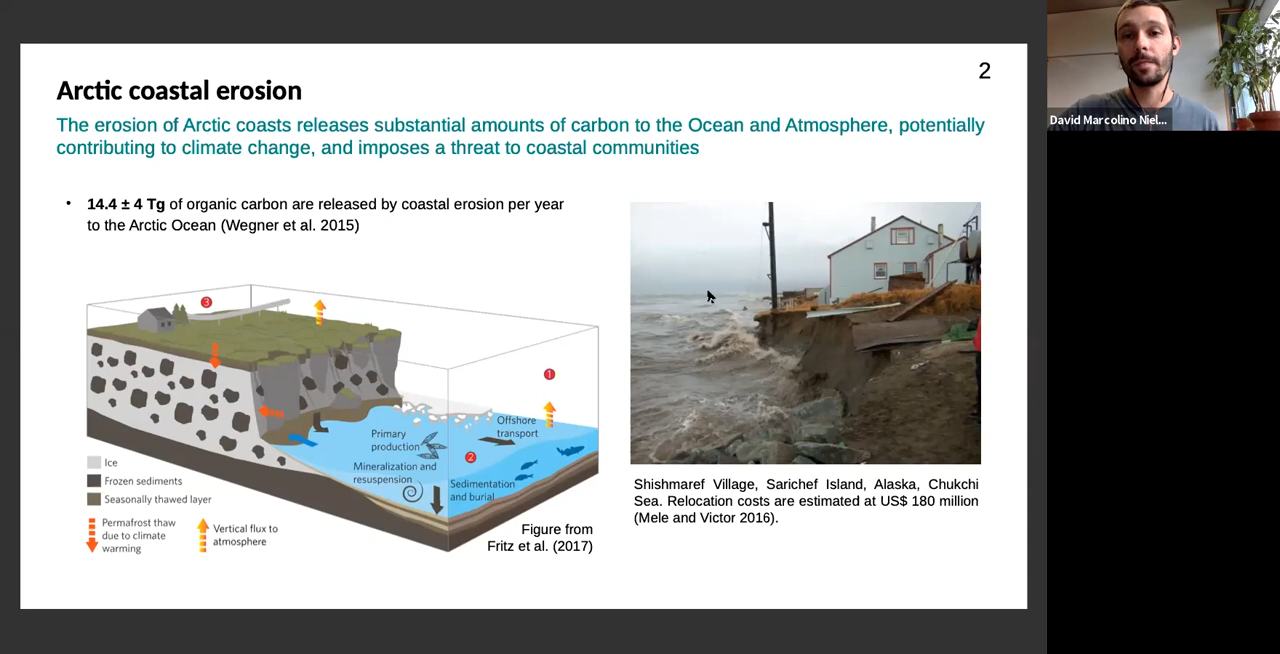 2
Arctic coastal erosion
The erosion of Arctic coasts releases substantial amounts of carbon to the Ocean and Atmosphere, potentially
contributing to climate change, and imposes a threat to coastal communities
• 14.4 ± 4 Tg of organic carbon are released by coastal erosion per year
to the Arctic Ocean (Wegner et al. 2015)
3
1
Offshore
transport
Primary
production
2
Mineralization and
resuspension
Sedimentation
and burial
Ice
Frozen sediments
Seasonally thawed layer
Permafrost thaw
due to climate
warming
Vertical flux to
atmosphere
Figure from
Fritz et al. (2017)
Shishmaref Village, Sarichef Island, Alaska, Chukchi
Sea. Relocation costs are estimated at US$ 180 million
(Mele and Victor 2016).
David Marcolino Niel...